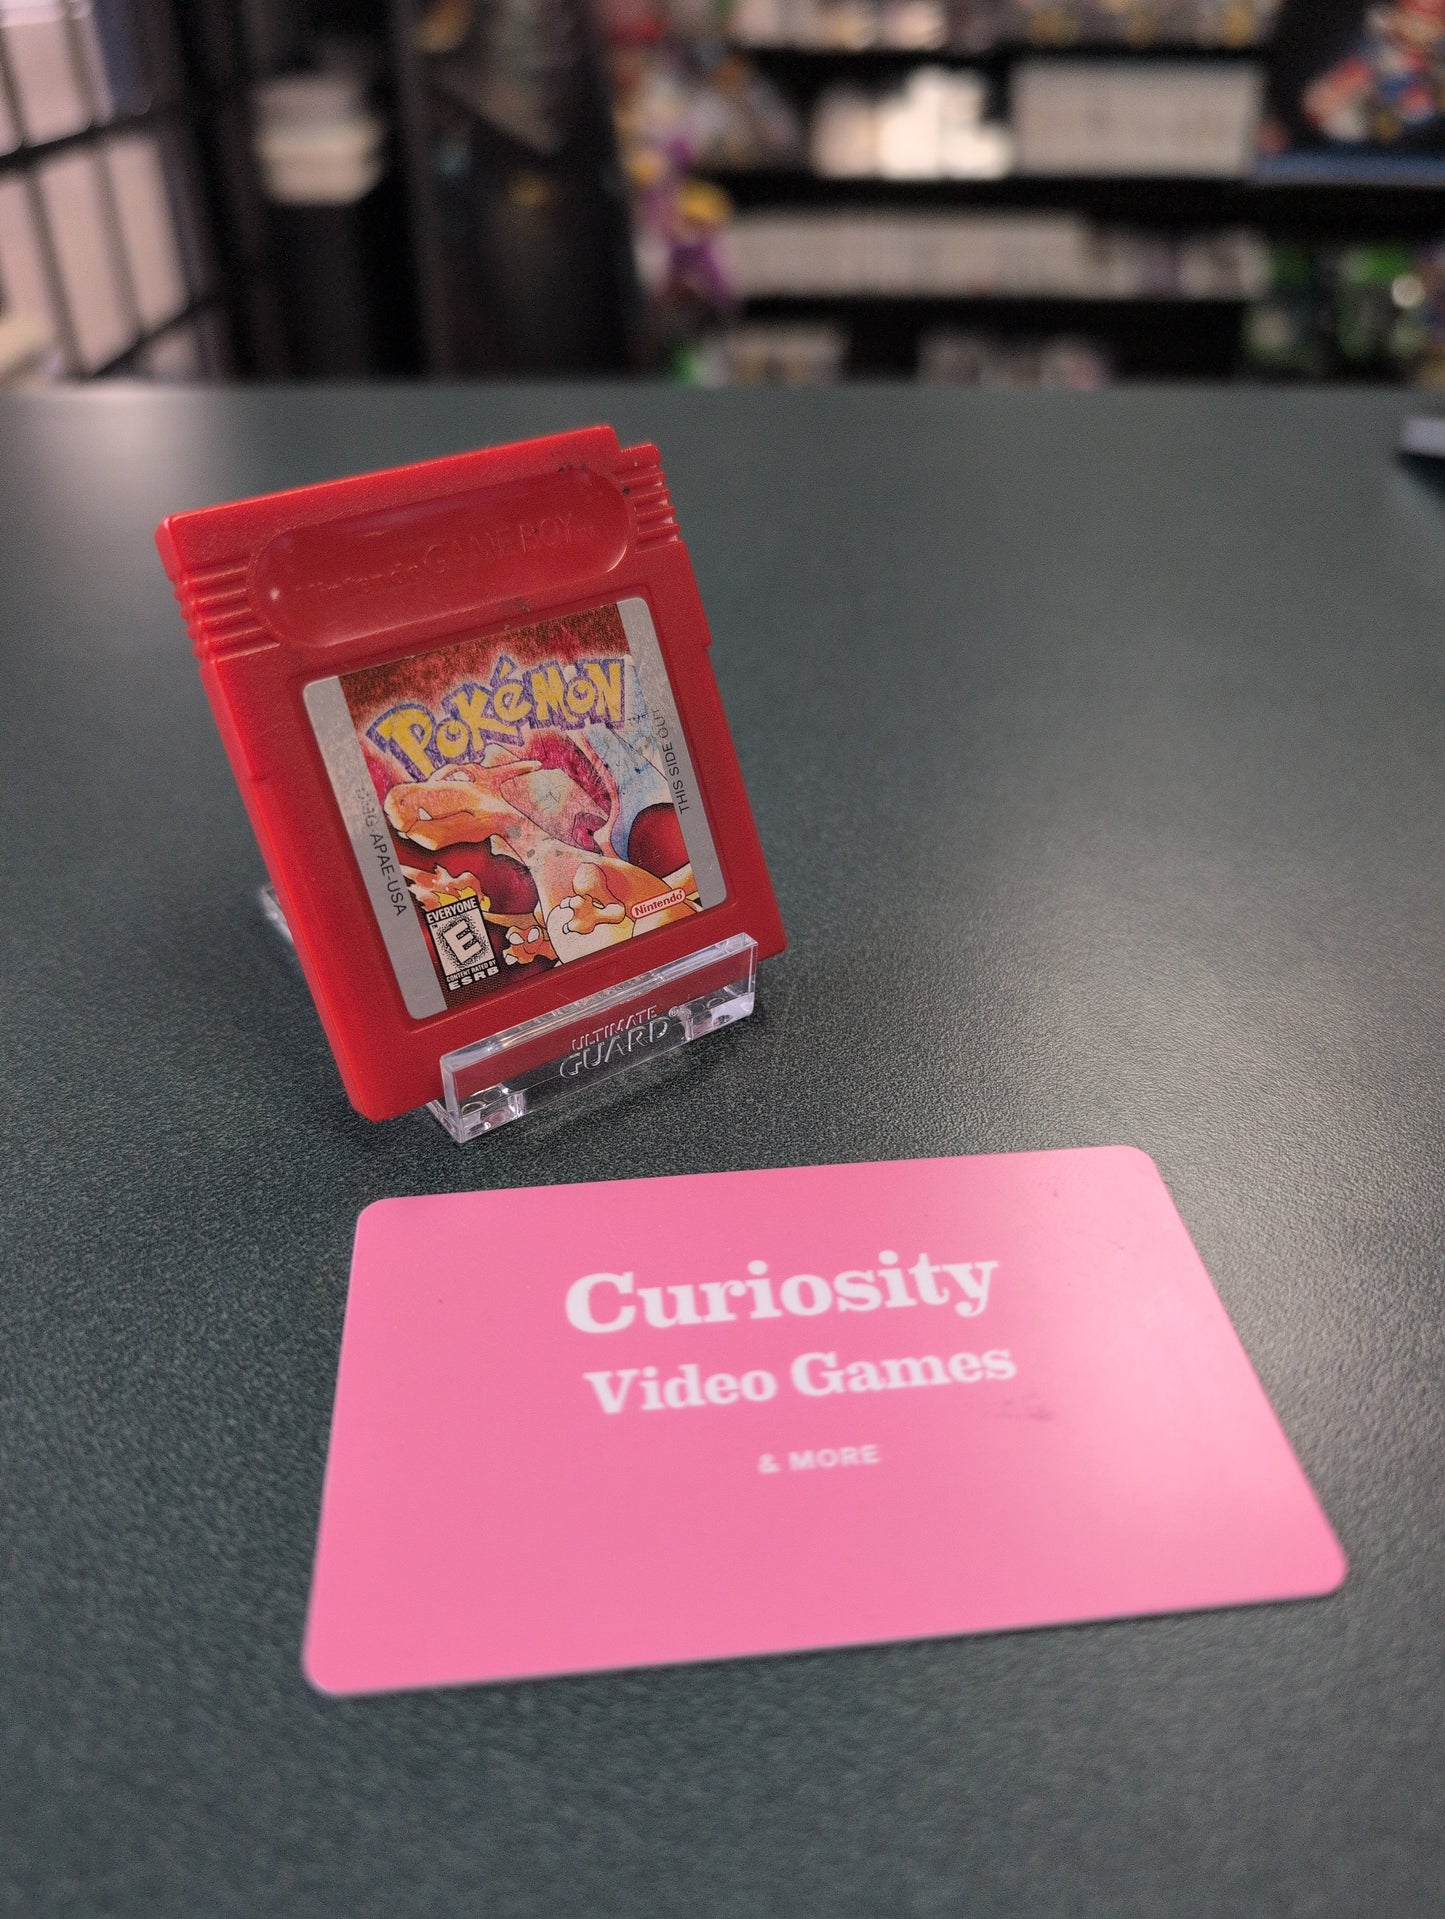 Nintendo GAME BOY
POKéMON
THIS SIDE OUT
DMG-APAE-USA
EVERYONE
E
CONTENT RATED BY
ESRB
Nintendo
ULTIMATE
GUARD
Curiosity
Video Games
& MORE